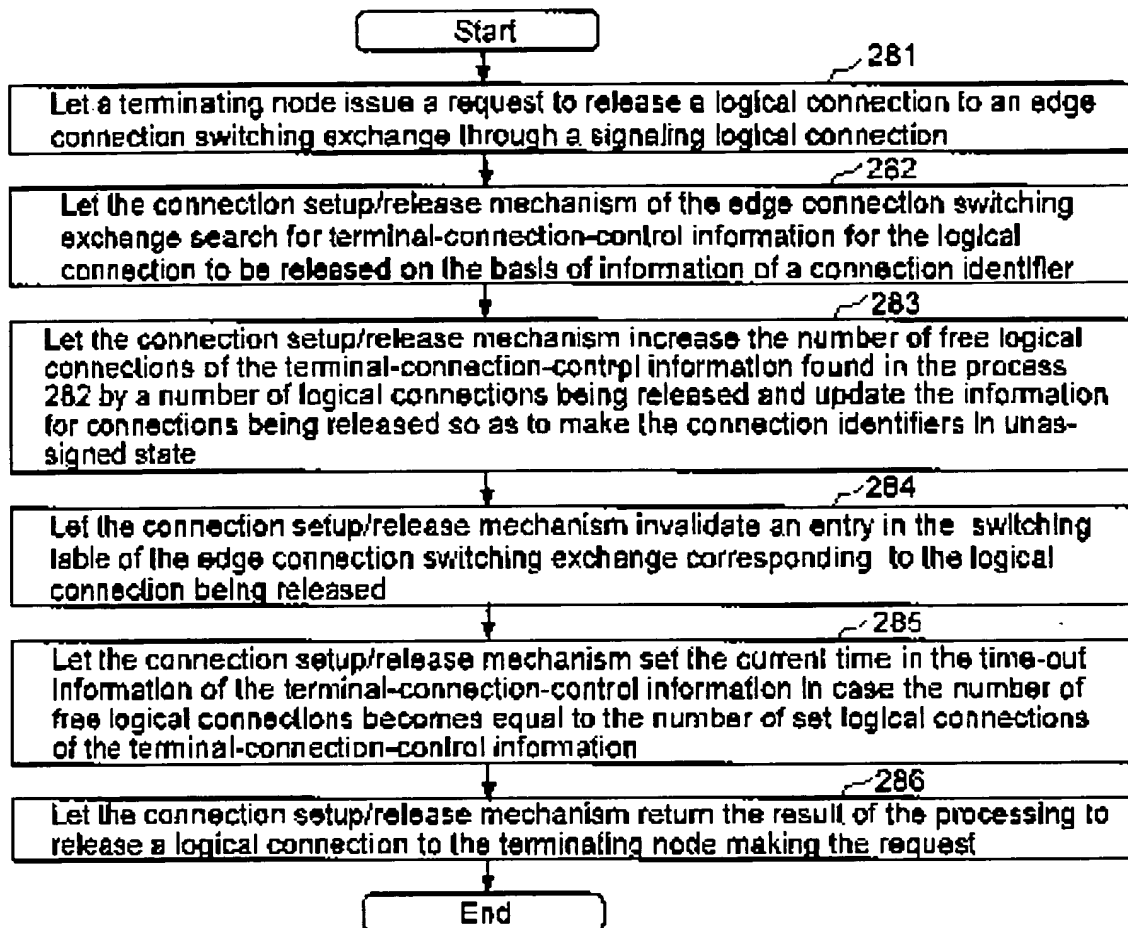 Start
281
Let a terminating node issue a request to release a logical connection to an edge
connection switching exchange through a signaling logical connection
282
Let the connection setup/release mechanism of the edge connection switching
exchange search for terminal-connection-control information for the logical
connection to be released on the basis of information of a connection identifier
283
Let the connection setup/release mechanism increase the number of free logical
connections of the terminal-connection-control information found in the process
282 by a number of logical connections being released and update the information
for connections being released so as to make the connection identifiers in unas-
signed state
284
Let the connection setup/release mechanism invalidate an entry in the switching
table of the edge connection switching exchange corresponding to the logical
connection being released
285
Let the connection setup/release mechanism set the current time in the time-out
information of the terminal-connection-control information in case the number of
free logical connections becomes equal to the number of set logical connections
of the terminal-connection-control information
286
Let the connection setup/release mechanism return the result of the processing to
release a logical connection to the terminating node making the request
End